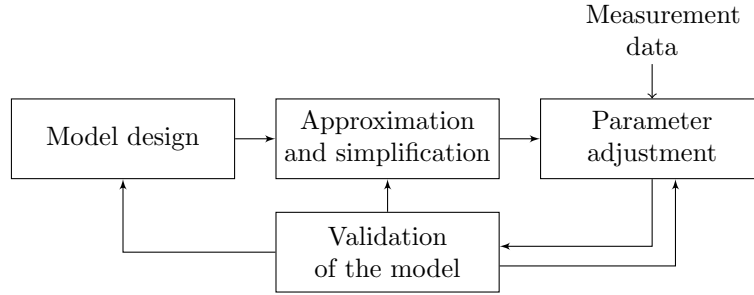 Measurement
data
Model design
Approximation
and simplification
Parameter
adjustment
Validation
of the model